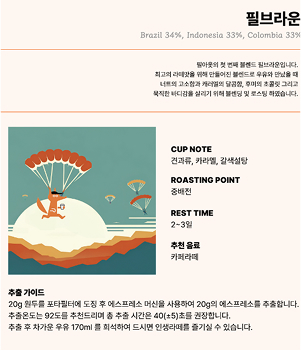 필브라운
Brazil 34%, Indonesia 33%, Colombia 33%
필아웃의 첫 번째 블렌드 필브라운입니다.
최고의 라떼맛을 위해 만들어진 블렌드로 우유와 만났을 때
너트의 고소함과 캐러멜의 달콤함, 후미의 초콜릿 그리고
묵직한 바디감을 살리기 위해 블렌딩 및 로스팅 하였습니다.
CUP NOTE
견과류, 카라멜, 갈색설탕
ROASTING POINT
중배전
REST TIME
2~3일
추천 음료
카페라떼
추출 가이드
20g 원두를 포타필터에 도징 후 에스프레소 머신을 사용하여 20g의 에스프레소를 추출합니다.
추출온도는 92도를 추천드리며 총 추출 시간은 40(±5)초를 권장합니다.
추출 후 차가운 우유 170ml 를 희석하여 드시면 인생라떼를 즐기실 수 있습니다.